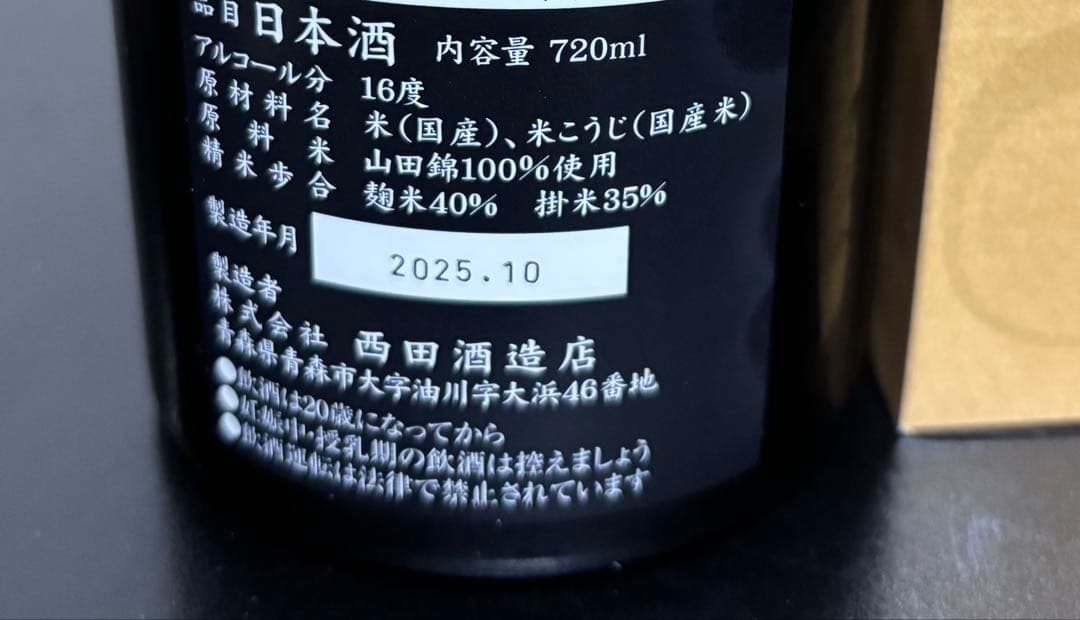 品目 日本酒 内容量 720ml
アルコール分 16度
原材料名 米(国産)、米こうじ(国産米)
原料米 山田錦100%使用
精米歩合 麹米40% 掛米35%
製造年月 2025.10
製造者
株式会社 西田酒造店
青森県青森市大字油川字大浜46番地
●飲酒は20歳になってから
●妊娠中・授乳期の飲酒は控えましょう
●飲酒運転は法律で禁止されています